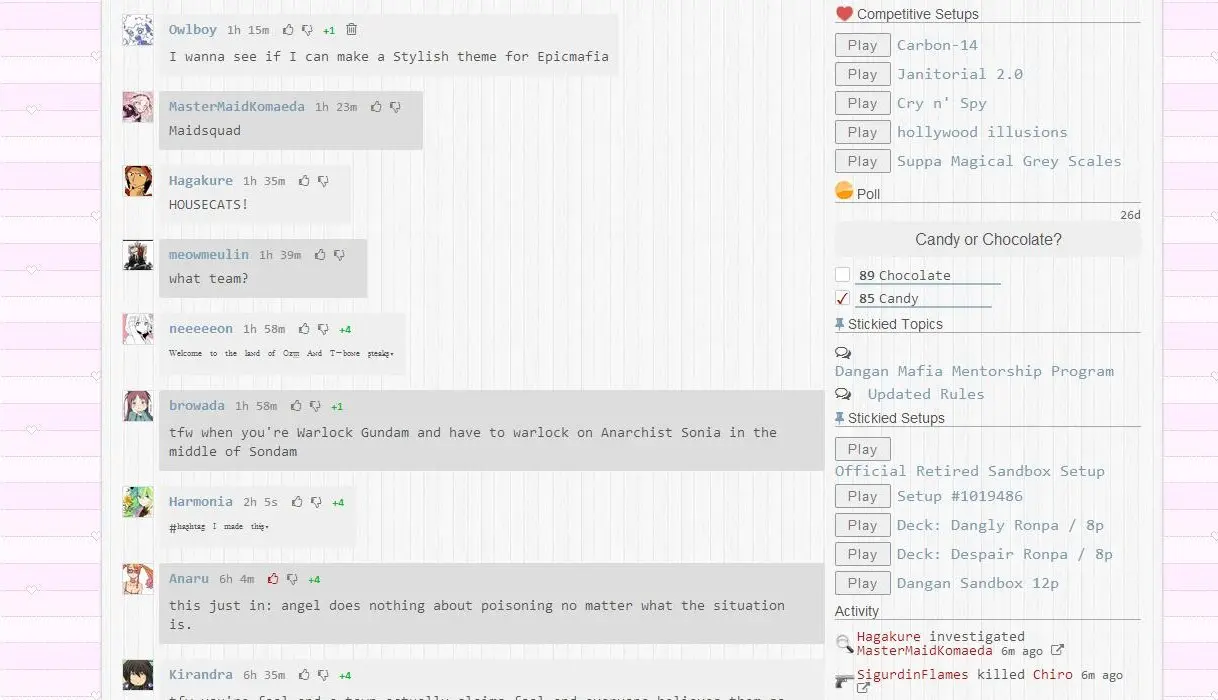 Owlboy 1h 15m +1
I wanna see if I can make a Stylish theme for Epicmafia
MasterMaidKomaeda 1h 23m
Maidsquad
Hagakure 1h 35m
HOUSECATS!
meowmeulin 1h 39m
what team?
neeeeeon 1h 58m +4
Welcome to the land of Ozm And T-bone steaks.
browada 1h 58m +1
tfw when you're Warlock Gundam and have to warlock on Anarchist Sonia in the
middle of Sondam
Harmonia 2h 5s +4
#hashtag I made this.
Anaru 6h 4m +4
this just in: angel does nothing about poisoning no matter what the situation
is.
Kirandra 6h 35m +4
Competitive Setups
Play Carbon-14
Play Janitorial 2.0
Play Cry n' Spy
Play hollywood illusions
Play Suppa Magical Grey Scales
Poll
26d
Candy or Chocolate?
89 Chocolate
85 Candy
Stickied Topics
Dangan Mafia Mentorship Program
Updated Rules
Stickied Setups
Play
Official Retired Sandbox Setup
Play Setup #1019486
Play Deck: Dangly Ronpa / 8p
Play Deck: Despair Ronpa / 8p
Play Dangan Sandbox 12p
Activity
Hagakure investigated
MasterMaidKomaeda 6m ago
SigurdinFlames killed Chiro 6m ago